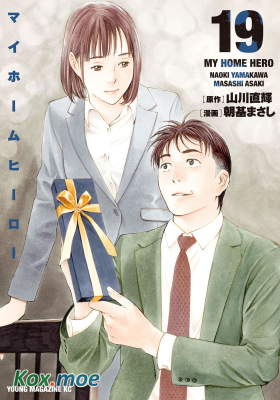 19
MY HOME HERO
NAOKI YAMAKAWA
MASASHI ASAKI
[原作]山川直輝
[漫画]朝基まさし
マイホームヒーロー
Kox.moe
YOUNG MAGAZINE KC